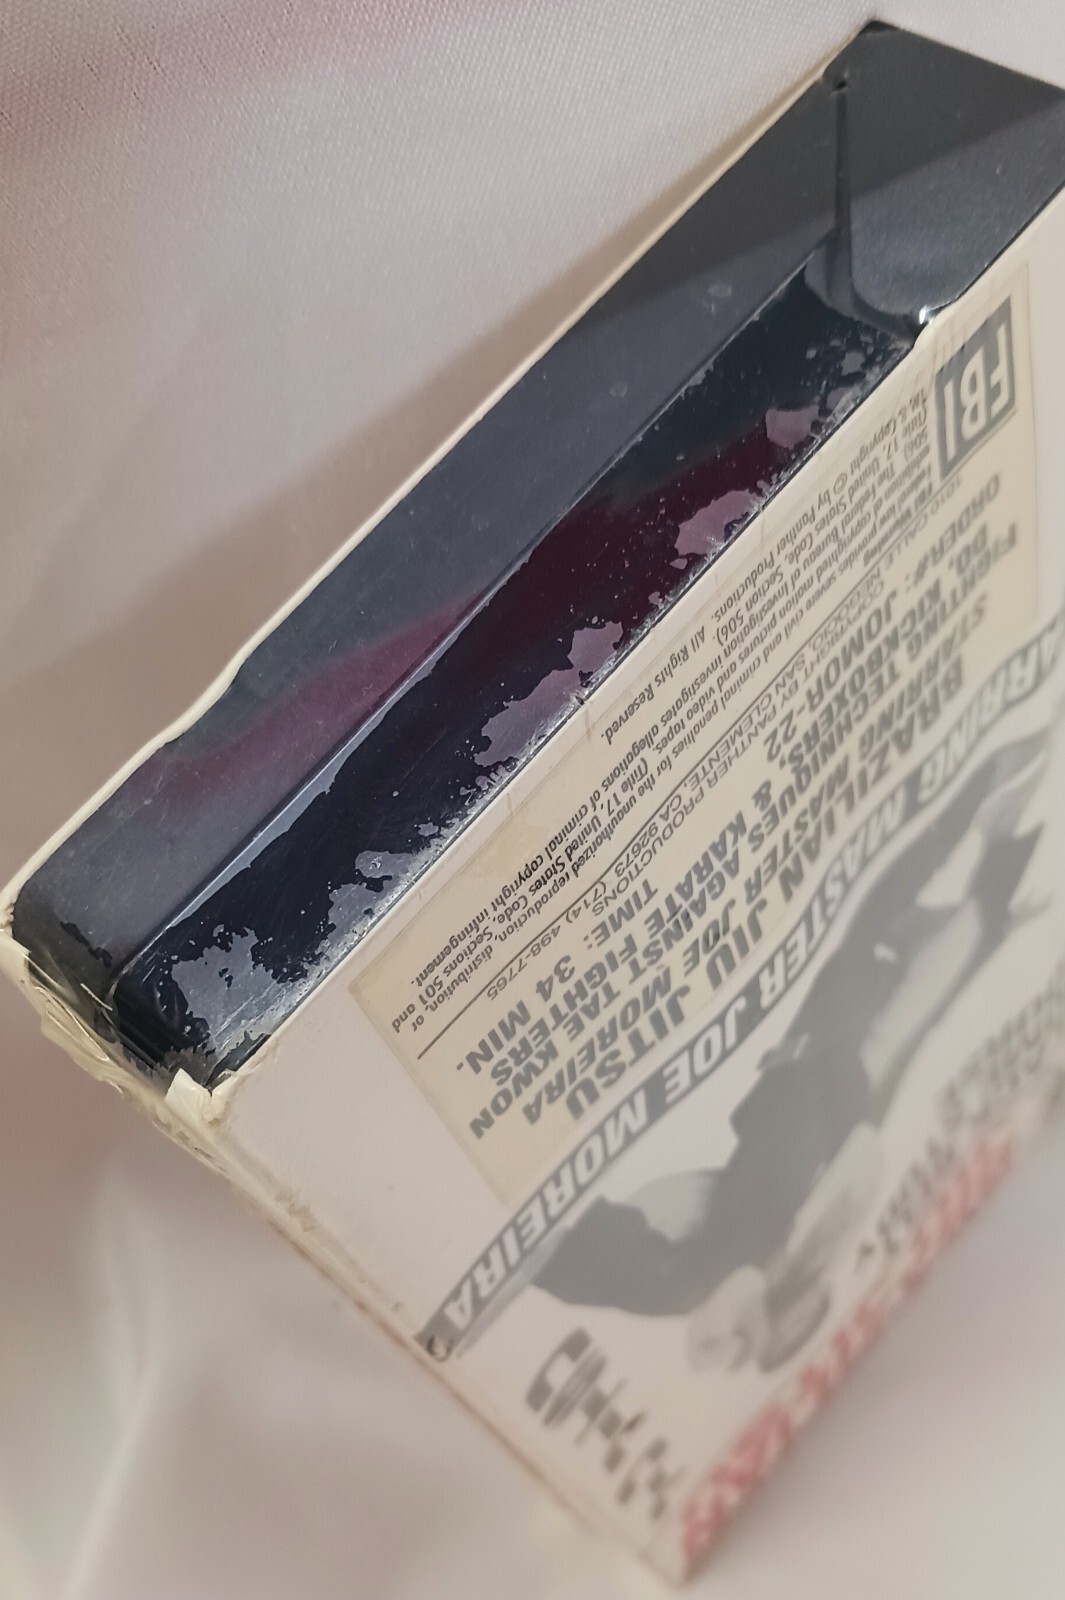 ARRING MASTER JOE MOREIRA
BRAZILIAN JIU JITSU
STARRING MASTER JOE MOREIRA
FIGHTING TECHNIQUES AGAINST TAE KWON
DO, KICKBOXERS, & KARATE FIGHTERS
ORDER#: JOMOR-22 TIME: 34 MIN.
COPYRIGHT BY PANTHER PRODUCTIONS
1010 CALLE NEGOCIO, SAN CLEMENTE, CA 92673 (714) 498-7765
FBI
FBI Warning
Federal law provides severe civil and criminal penalties for the unauthorized reproduction, distribution, or
exhibition of copyrighted motion pictures and video tapes (Title 17, United States Code, Sections 501 and
506). The Federal Bureau of Investigation investigates allegations of criminal copyright infringement
(Title 17, United States Code, Section 506).
Copyright © by Panther Productions. All Rights Reserved.